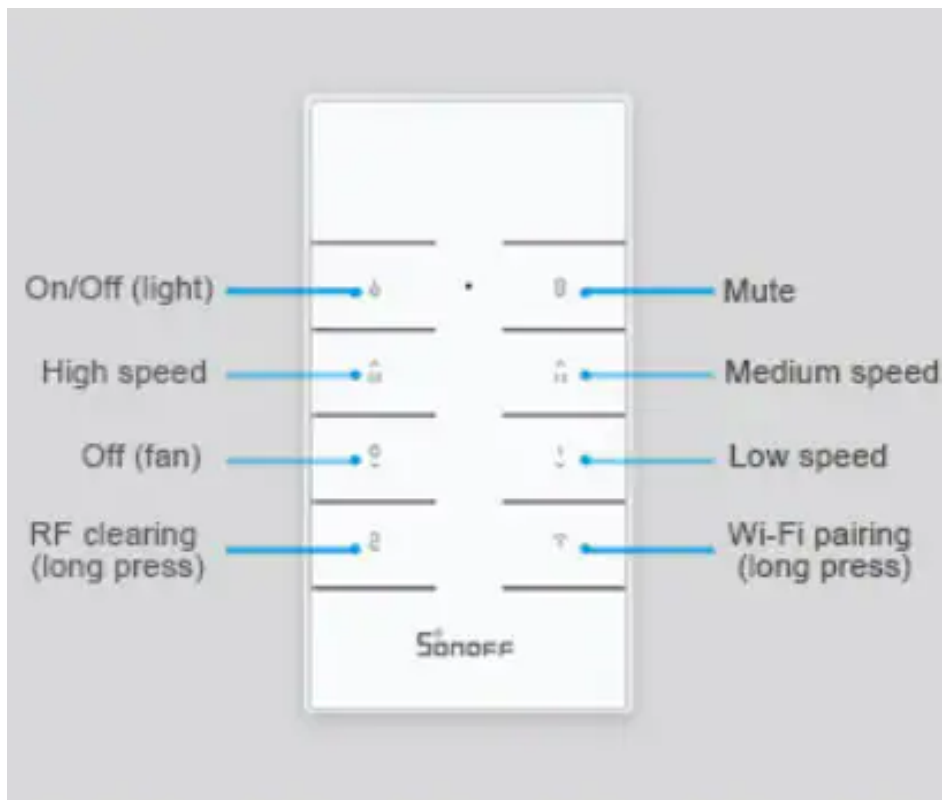 On/Off (light)
Mute
High speed
Medium speed
Off (fan)
Low speed
RF clearing
(long press)
Wi-Fi pairing
(long press)
SONOFF